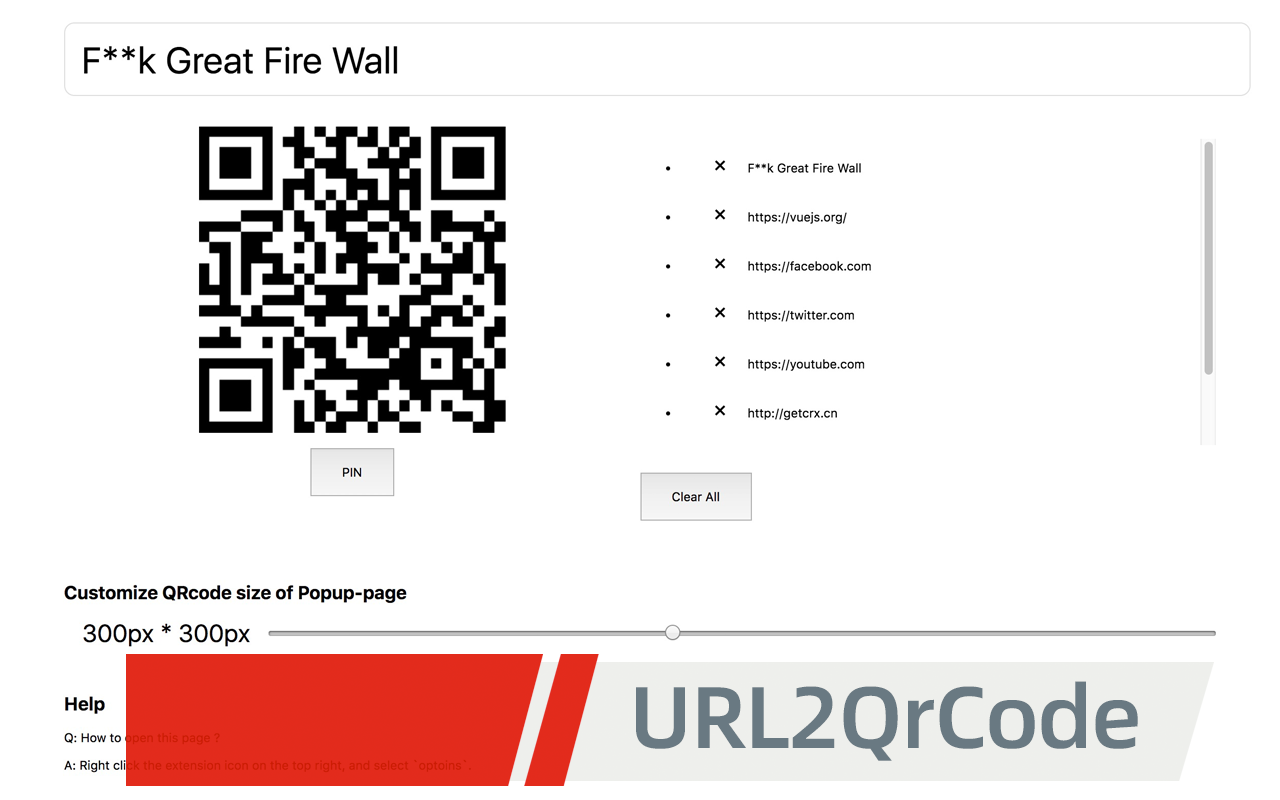 F**k Great Fire Wall
F**k Great Fire Wall
https://vuejs.org/
https://facebook.com
https://twitter.com
https://youtube.com
http://getcrx.cn
PIN
Clear All
Customize QRcode size of Popup-page
300px * 300px
Help
Q: How to open this page ?
A: Right click the extension icon on the top right, and select `optoins`.
URL2QrCode